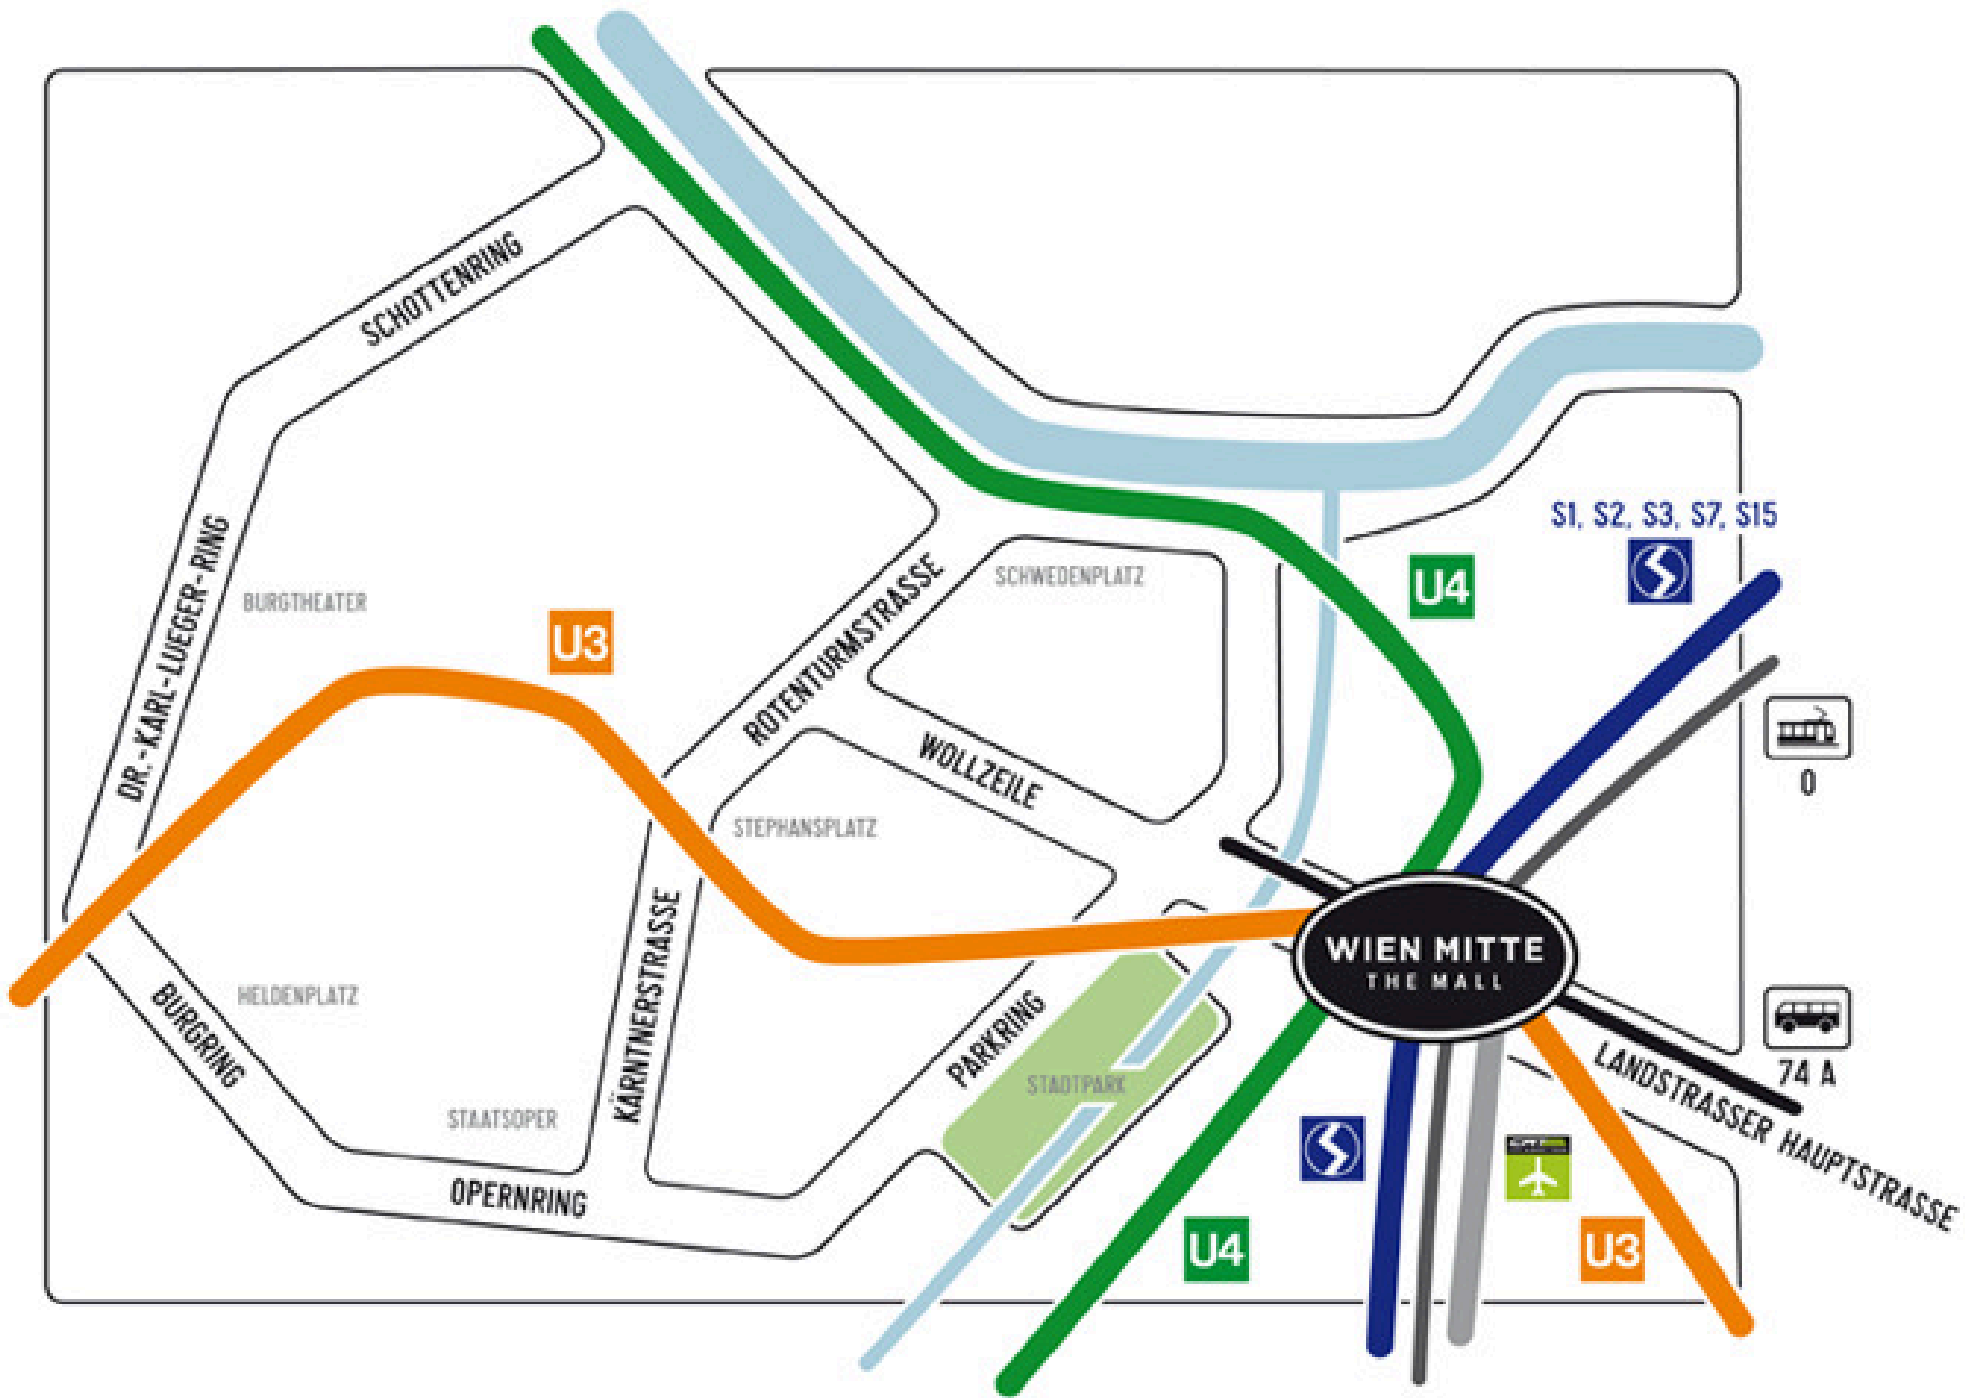 SCHOTTENRING
DR.-KARL-LUEGER-RING
BURGTHEATER
U3
ROTENTURMSTRASSE
SCHWEDENPLATZ
U4
S1, S2, S3, S7, S15
O
WOLLZEILE
STEPHANSPLATZ
KÄRNTNERSTRASSE
WIEN MITTE
THE MALL
HELDENPLATZ
BURGRING
PARKRING
STADTPARK
STAATSOPER
OPERNRING
74 A
LANDSTRASSER HAUPTSTRASSE
U4
U3